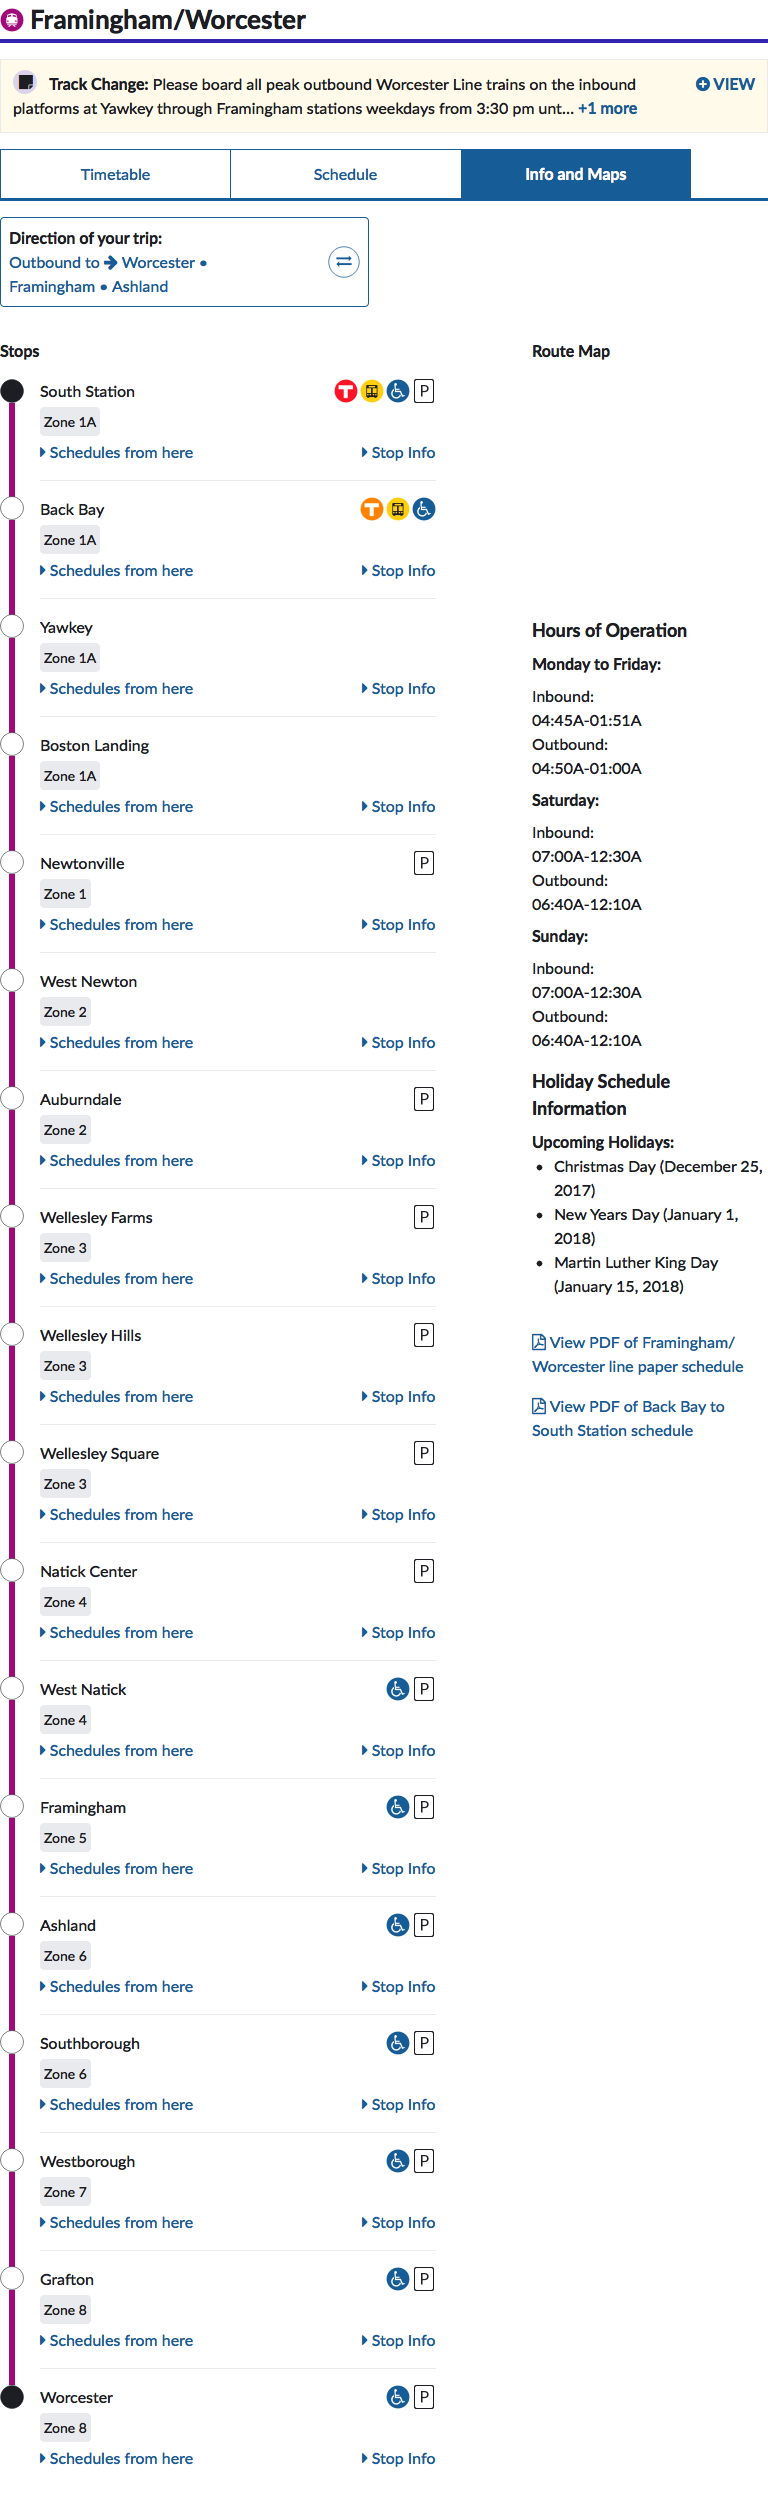 Framingham/Worcester
Track Change: Please board all peak outbound Worcester Line trains on the inbound
platforms at Yawkey through Framingham stations weekdays from 3:30 pm unt... +1 more
VIEW
Timetable
Schedule
Info and Maps
Direction of your trip:
Outbound to → Worcester •
Framingham • Ashland
Stops
South Station
T
P
Zone 1A
Schedules from here
Stop Info
Back Bay
T
Zone 1A
Schedules from here
Stop Info
Yawkey
Zone 1A
Schedules from here
Stop Info
Boston Landing
Zone 1A
Schedules from here
Stop Info
Newtonville
P
Zone 1
Schedules from here
Stop Info
West Newton
Zone 2
Schedules from here
Stop Info
Auburndale
P
Zone 2
Schedules from here
Stop Info
Wellesley Farms
P
Zone 3
Schedules from here
Stop Info
Wellesley Hills
P
Zone 3
Schedules from here
Stop Info
Wellesley Square
P
Zone 3
Schedules from here
Stop Info
Natick Center
P
Zone 4
Schedules from here
Stop Info
West Natick
P
Zone 4
Schedules from here
Stop Info
Framingham
P
Zone 5
Schedules from here
Stop Info
Ashland
P
Zone 6
Schedules from here
Stop Info
Southborough
P
Zone 6
Schedules from here
Stop Info
Westborough
P
Zone 7
Schedules from here
Stop Info
Grafton
P
Zone 8
Schedules from here
Stop Info
Worcester
P
Zone 8
Schedules from here
Stop Info
Route Map
Hours of Operation
Monday to Friday:
Inbound:
04:45A-01:51A
Outbound:
04:50A-01:00A
Saturday:
Inbound:
07:00A-12:30A
Outbound:
06:40A-12:10A
Sunday:
Inbound:
07:00A-12:30A
Outbound:
06:40A-12:10A
Holiday Schedule
Information
Upcoming Holidays:
• Christmas Day (December 25,
2017)
• New Years Day (January 1,
2018)
• Martin Luther King Day
(January 15, 2018)
View PDF of Framingham/
Worcester line paper schedule
View PDF of Back Bay to
South Station schedule